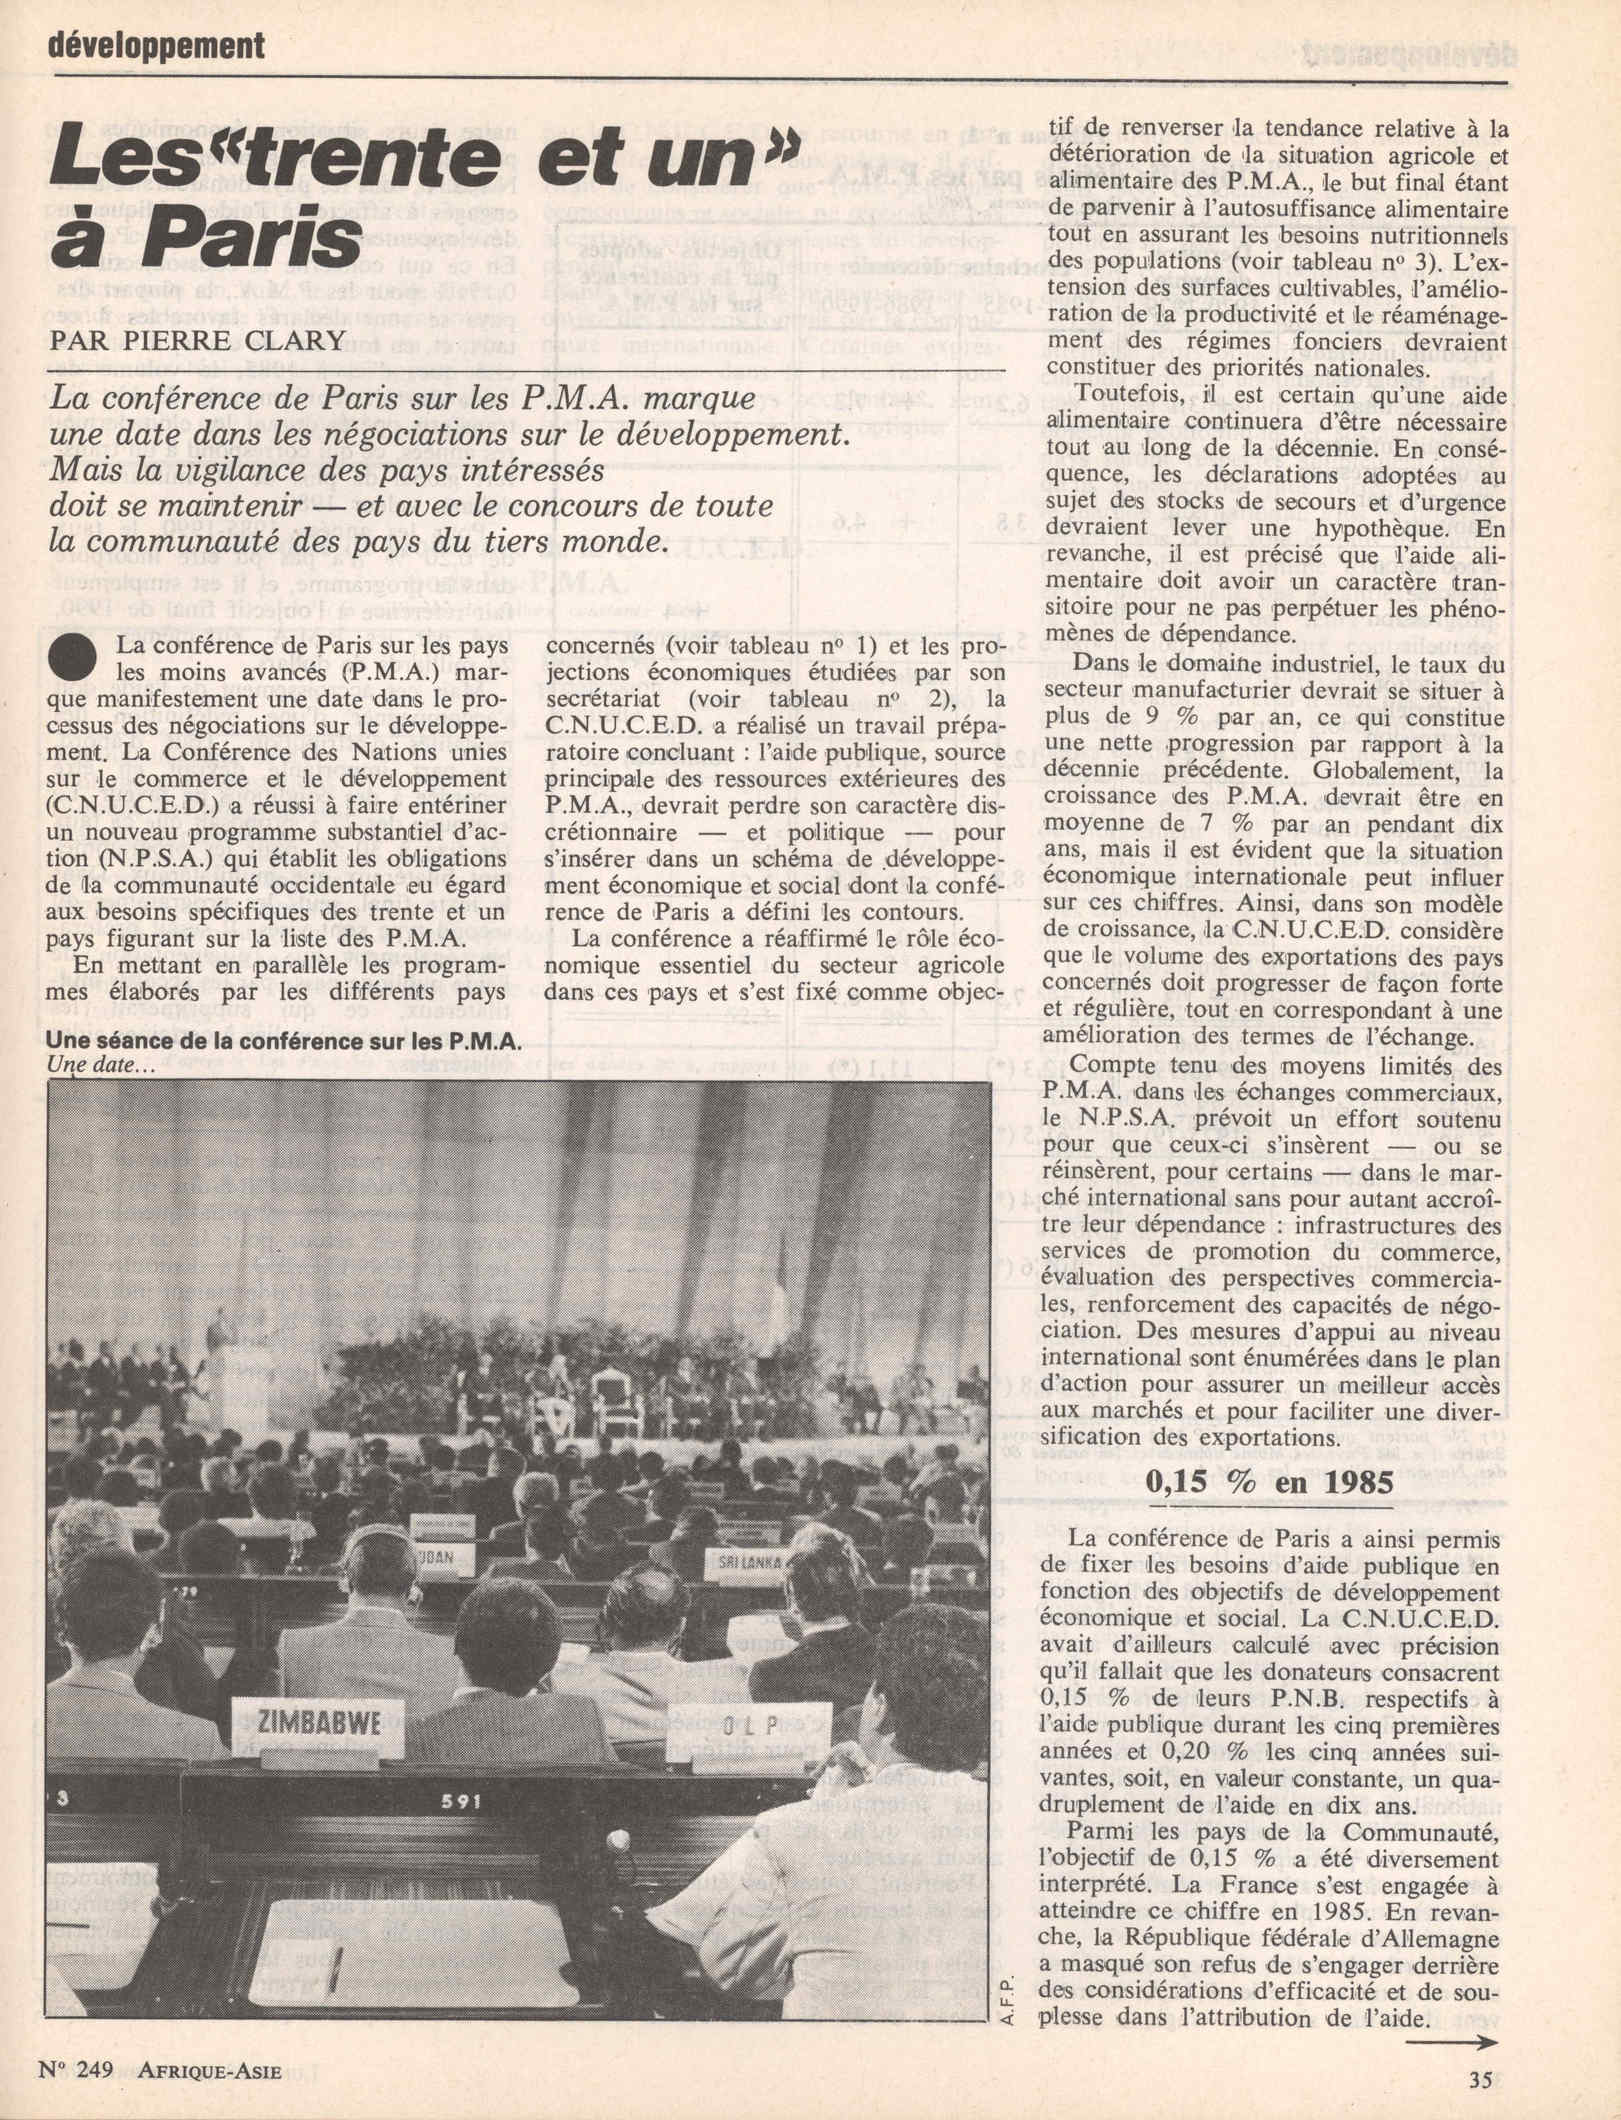 développement
Les «trente et un»
à Paris
PAR PIERRE CLARY
La conférence de Paris sur les P.M.A. marque
une date dans les négociations sur le développement.
Mais la vigilance des pays intéressés
doit se maintenir — et avec le concours de toute
la communauté des pays du tiers monde.
La conférence de Paris sur les pays
les moins avancés (P.M.A.) mar-
que manifestement une date dans le pro-
cessus des négociations sur le développe-
ment. La Conférence des Nations unies
sur le commerce et le développement
(C.N.U.C.E.D.) a réussi à faire entériner
un nouveau programme substantiel d'ac-
tion (N.P.S.A.) qui établit les obligations
de la communauté occidentale eu égard
aux besoins spécifiques des trente et un
pays figurant sur la liste des P.M.A.
En mettant en parallèle les program-
mes élaborés par les différents pays
concernés (voir tableau nº 1) et les pro-
jections économiques étudiées par son
secrétariat (voir tableau nº 2), la
C.N.U.C.E.D. a réalisé un travail prépa-
ratoire concluant : l'aide publique, source
principale des ressources extérieures des
P.M.A., devrait perdre son caractère dis-
crétionnaire — et politique — pour
s'insérer dans un schéma de développe-
ment économique et social dont la confé-
rence de Paris a défini les contours.
La conférence a réaffirmé le rôle éco-
nomique essentiel du secteur agricole
dans ces pays et s'est fixé comme objec-
Une séance de la conférence sur les P.M.A.
Une date...
UDAN
SRI LANKA
79
ZIMBABWE
O L P
3
591
A.F.P.
tif de renverser la tendance relative à la
détérioration de la situation agricole et
alimentaire des P.M.A., le but final étant
de parvenir à l'autosuffisance alimentaire
tout en assurant les besoins nutritionnels
des populations (voir tableau nº 3). L'ex-
tension des surfaces cultivables, l'amélio-
ration de la productivité et le réaménage-
ment des régimes fonciers devraient
constituer des priorités nationales.
Toutefois, il est certain qu'une aide
alimentaire continuera d'être nécessaire
tout au long de la décennie. En consé-
quence, les déclarations adoptées au
sujet des stocks de secours et d'urgence
devraient lever une hypothèque. En
revanche, il est précisé que l'aide ali-
mentaire doit avoir un caractère tran-
sitoire pour ne pas perpétuer les phéno-
mènes de dépendance.
Dans le domaine industriel, le taux du
secteur manufacturier devrait se situer à
plus de 9 % par an, ce qui constitue
une nette progression par rapport à la
décennie précédente. Globalement, la
croissance des P.M.A. devrait être en
moyenne de 7 % par an pendant dix
ans, mais il est évident que la situation
économique internationale peut influer
sur ces chiffres. Ainsi, dans son modèle
de croissance, la C.N.U.C.E.D. considère
que le volume des exportations des pays
concernés doit progresser de façon forte
et régulière, tout en correspondant à une
amélioration des termes de l'échange.
Compte tenu des moyens limités des
P.M.A. dans les échanges commerciaux,
le N.P.S.A. prévoit un effort soutenu
pour que ceux-ci s'insèrent — ou se
réinsèrent, pour certains — dans le mar-
ché international sans pour autant accroî-
tre leur dépendance : infrastructures des
services de promotion du commerce,
évaluation des perspectives commercia-
les, renforcement des capacités de négo-
ciation. Des mesures d'appui au niveau
international sont énumérées dans le plan
d'action pour assurer un meilleur accès
aux marchés et pour faciliter une diver-
sification des exportations.
0,15 % en 1985
La conférence de Paris a ainsi permis
de fixer les besoins d'aide publique en
fonction des objectifs de développement
économique et social. La C.N.U.C.E.D.
avait d'ailleurs calculé avec précision
qu'il fallait que les donateurs consacrent
0,15 % de leurs P.N.B. respectifs à
l'aide publique durant les cinq premières
années et 0,20 % les cinq années sui-
vantes, soit, en valeur constante, un qua-
druplement de l'aide en dix ans.
Parmi les pays de la Communauté,
l'objectif de 0,15 % a été diversement
interprété. La France s'est engagée à
atteindre ce chiffre en 1985. En revan-
che, la République fédérale d'Allemagne
a masqué son refus de s'engager derrière
des considérations d'efficacité et de sou-
plesse dans l'attribution de l'aide.
Nº 249 AFRIQUE-ASIE
35